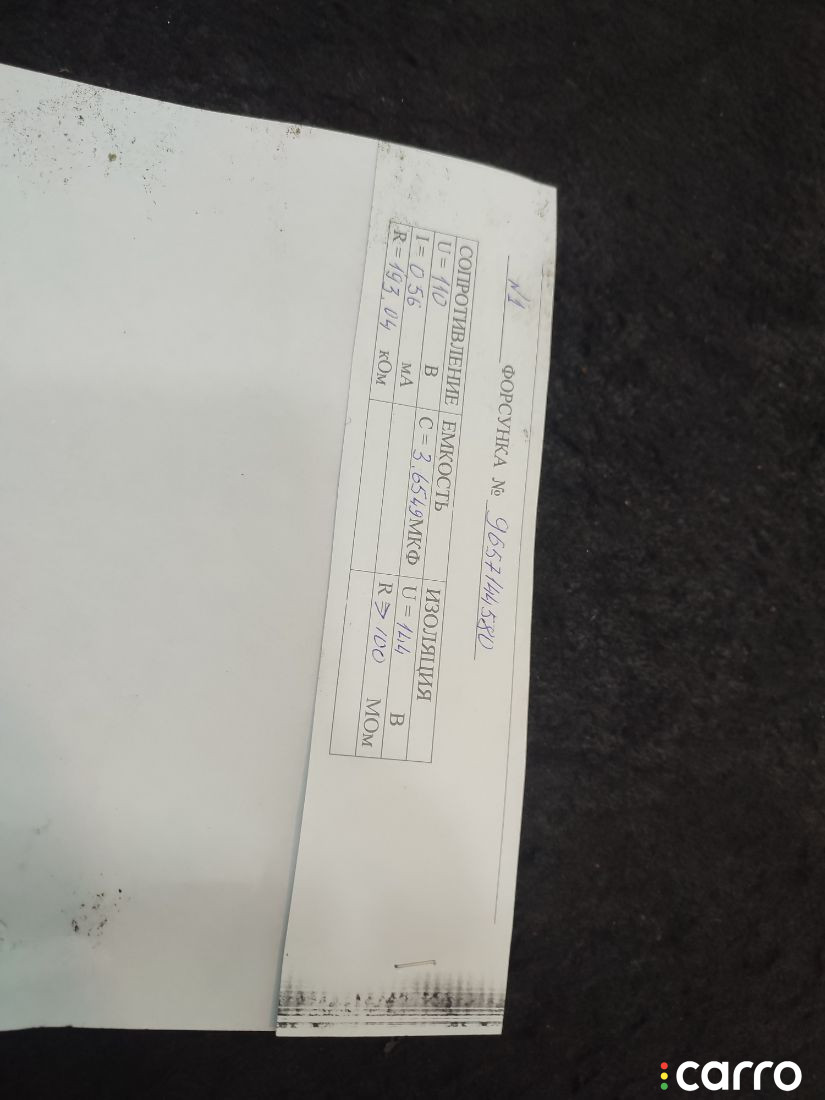 №1 ФОРСУНКА № 9657144580
СОПРОТИВЛЕНИЕ ЕМКОСТЬ ИЗОЛЯЦИЯ
U = 110 В C = 3,6549 МКФ U = 114 В
I = 0,56 мА R => 100 МОм
R = 193,04 кОм
carro